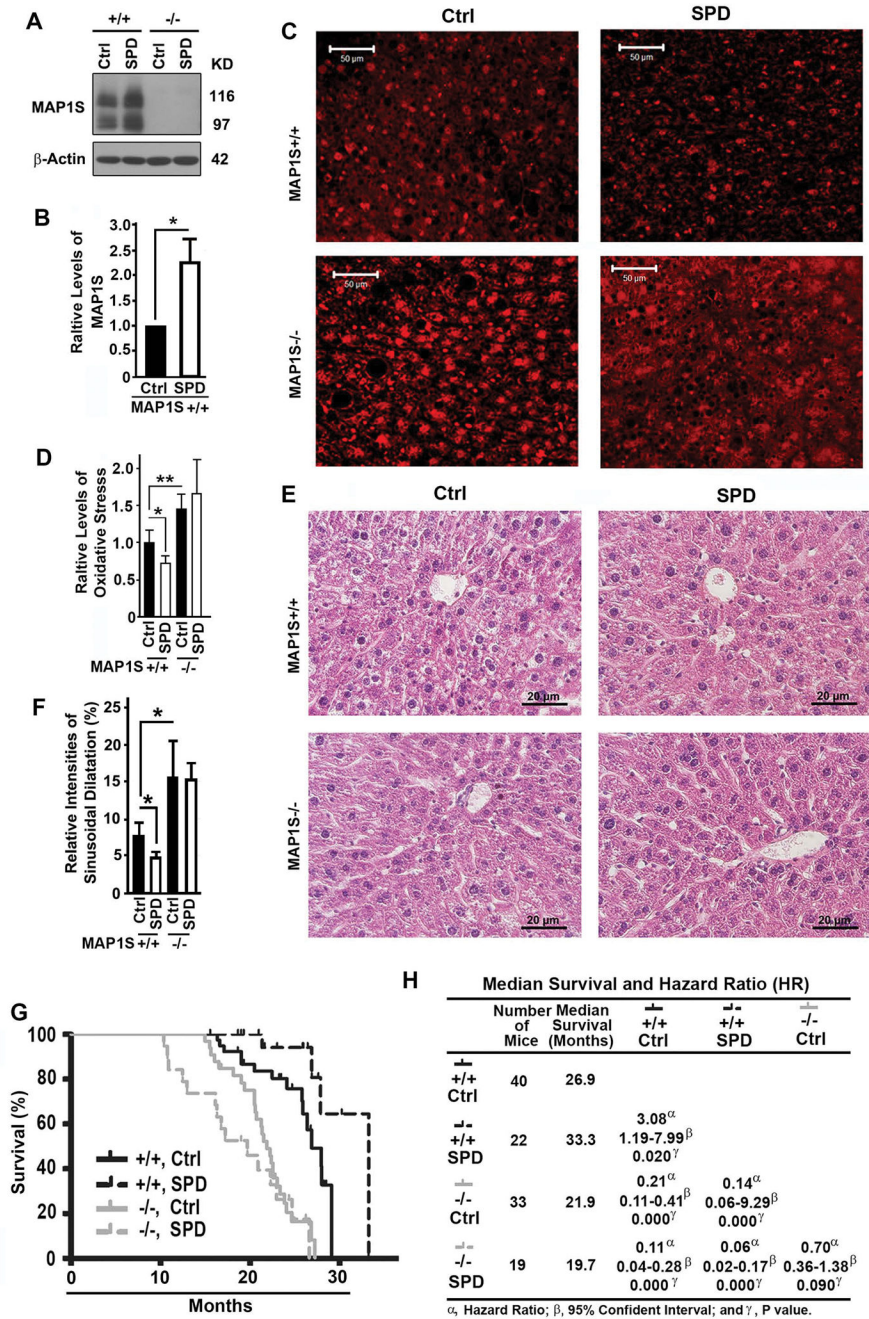 A
+/+ -/-
Ctrl SPD Ctrl SPD KD
MAP1S
116
97
β-Actin 42
B
Raltive Levels of
MAP1S
3.0
2.5
2.0
1.5
1.0
0.5
0
*
Ctrl SPD
MAP1S +/+
C
Ctrl SPD
MAP1S+/+
50 µm
50 µm
MAP1S-/-
50 µm
50 µm
D
Raltive Levels of
Oxidative Stresss
2.0
1.5
1.0
0.5
0
**
*
Ctrl SPD Ctrl SPD
MAP1S +/+ -/-
E
Ctrl SPD
MAP1S+/+
20 µm
20 µm
MAP1S-/-
20 µm
20 µm
F
Relative Intensities of
Sinusoidal Dilatation (%)
25
20
15
10
5
0
*
*
Ctrl SPD Ctrl SPD
MAP1S +/+ -/-
G
Survival (%)
100
80
60
40
20
0
+/+, Ctrl
+/+, SPD
-/-, Ctrl
-/-, SPD
0 10 20 30
Months
H
Median Survival and Hazard Ratio (HR)
Number of Mice
Median Survival (Months)
+/+ Ctrl
+/+ SPD
-/- Ctrl
+/+ Ctrl 40 26.9
+/+ SPD 22 33.3
3.08α
1.19-7.99β
0.020γ
-/- Ctrl 33 21.9
0.21α 0.14α
0.11-0.41β 0.06-9.29β
0.000γ 0.000γ
-/- SPD 19 19.7
0.11α 0.06α 0.70α
0.04-0.28β 0.02-0.17β 0.36-1.38β
0.000γ 0.000γ 0.090γ
α, Hazard Ratio; β, 95% Confident Interval; and γ, P value.